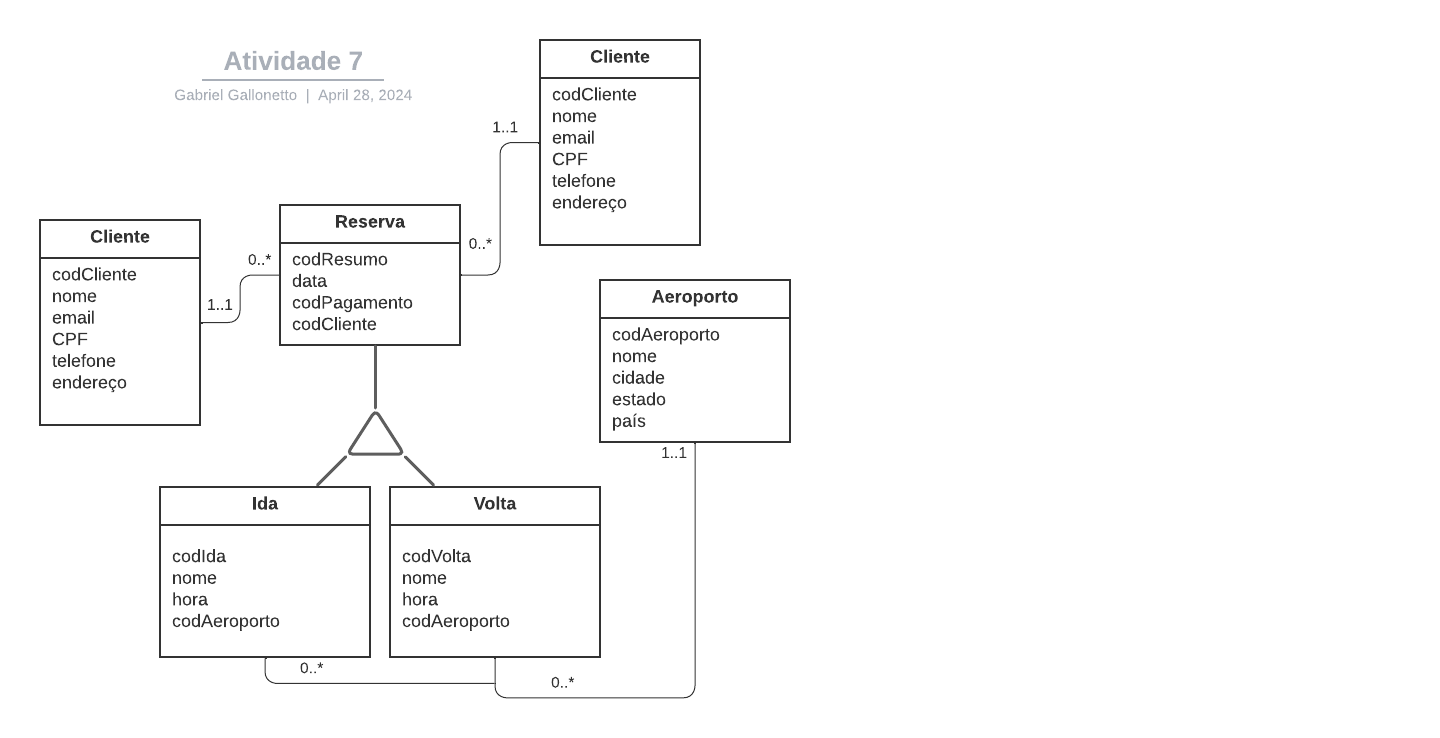 Atividade 7
Gabriel Gallonetto | April 28, 2024
Cliente
codCliente
nome
email
CPF
telefone
endereço
1..1
0..*
Reserva
codResumo
data
codPagamento
codCliente
0..*
1..1
Cliente
codCliente
nome
email
CPF
telefone
endereço
Aeroporto
codAeroporto
nome
cidade
estado
país
1..1
Ida
codIda
nome
hora
codAeroporto
0..*
Volta
codVolta
nome
hora
codAeroporto
0..*